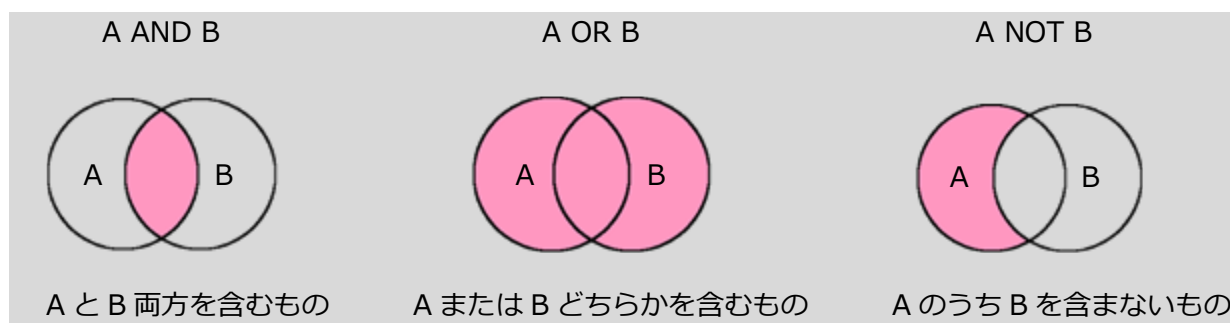 A AND B
A OR B
A NOT B
A B
A B
A B
A と B 両方を含むもの
A または B どちらかを含むもの
A のうち B を含まないもの